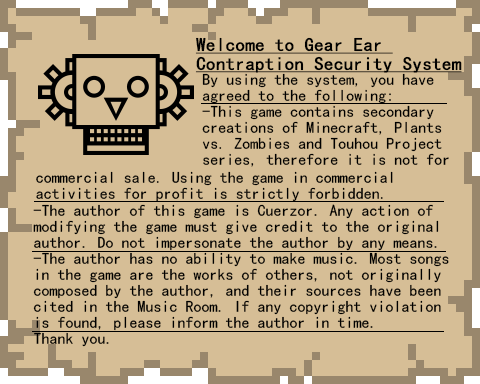 Welcome to Gear Ear
Contraption Security System
By using the system, you have
agreed to the following:
—This game contains secondary
creations of Minecraft, Plants
vs. Zombies and Touhou Project
series, therefore it is not for
commercial sale. Using the game in commercial
activities for profit is strictly forbidden.
—The author of this game is Cuerzor. Any action of
modifying the game must give credit to the original
author. Do not impersonate the author by any means.
—The author has no ability to make music. Most songs
in the game are the works of others, not originally
composed by the author, and their sources have been
cited in the Music Room. If any copyright violation
is found, please inform the author in time.
Thank you.